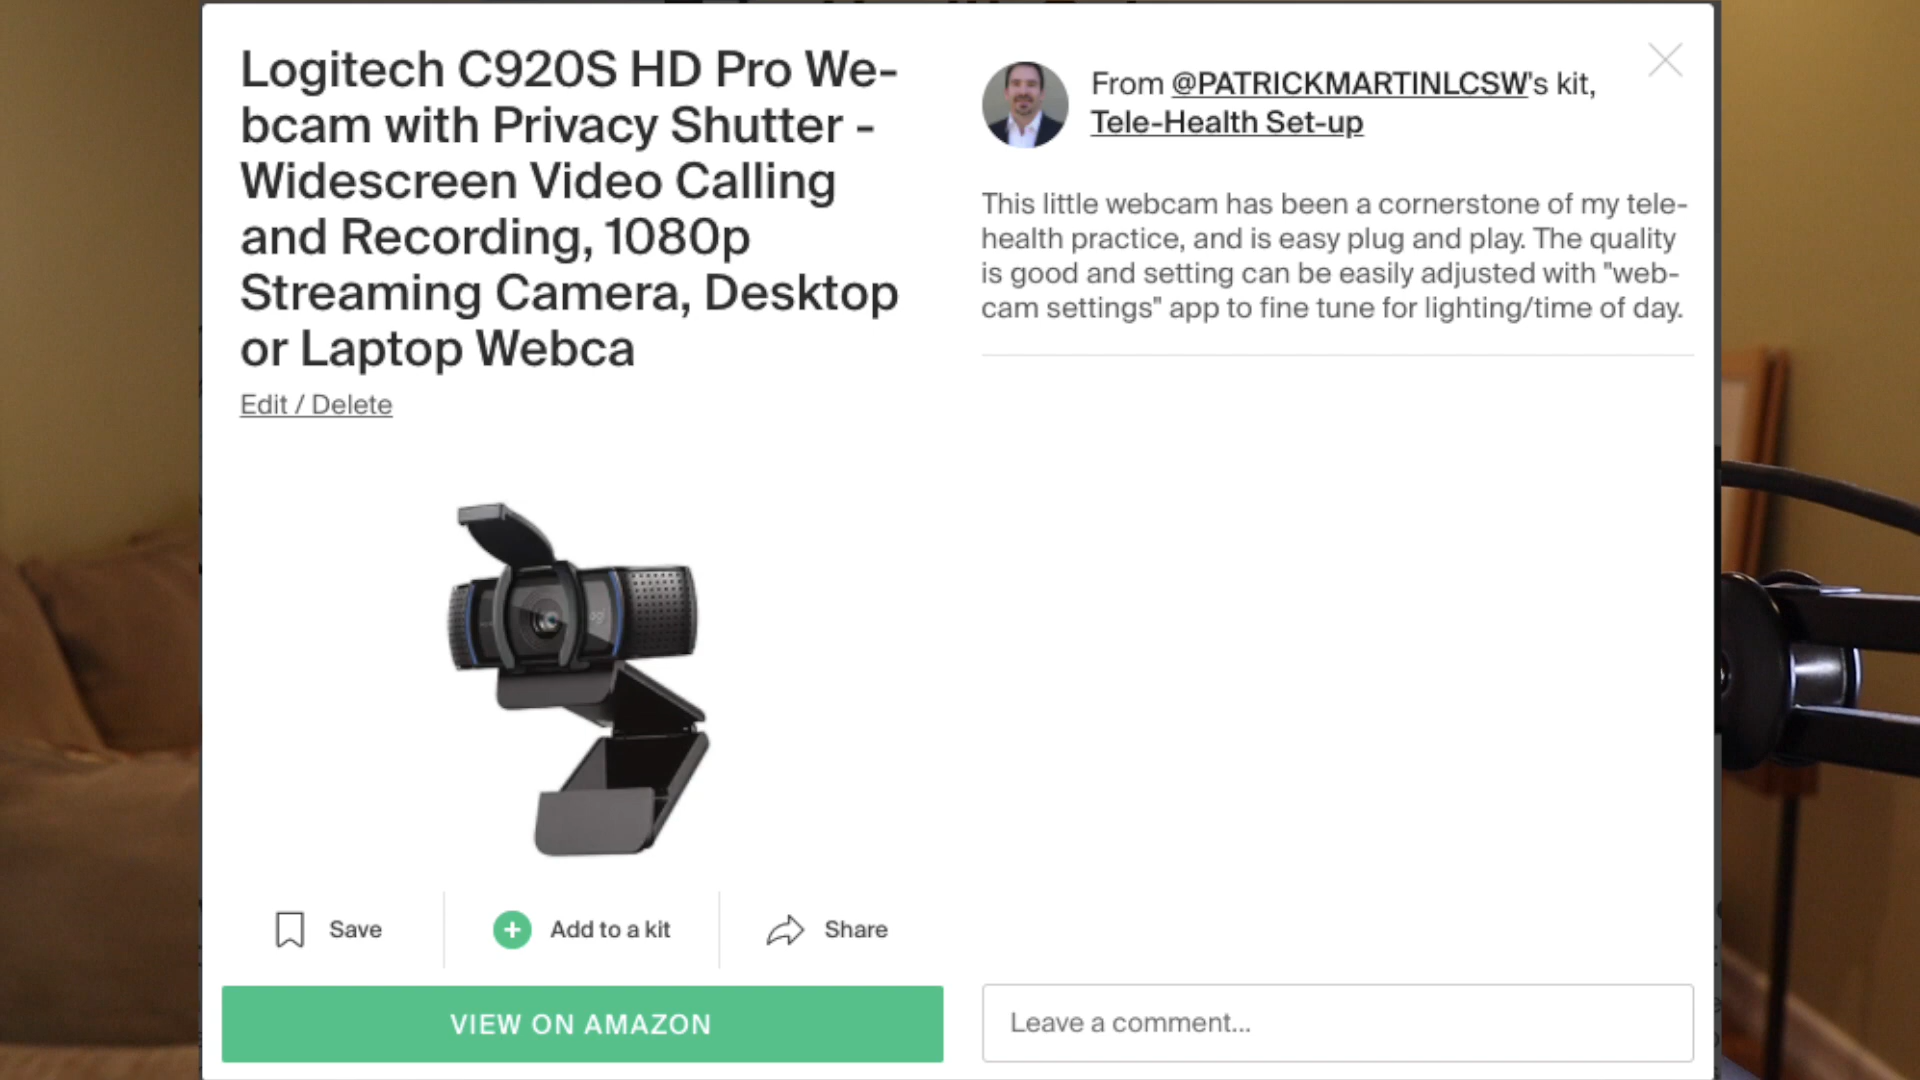 Logitech C920S HD Pro We-
bcam with Privacy Shutter -
Widescreen Video Calling
and Recording, 1080p
Streaming Camera, Desktop
or Laptop Webca
Edit / Delete
Save
Add to a kit
Share
VIEW ON AMAZON
From @PATRICKMARTINLCSW's kit,
Tele-Health Set-up
This little webcam has been a cornerstone of my tele-
health practice, and is easy plug and play. The quality
is good and setting can be easily adjusted with "web-
cam settings" app to fine tune for lighting/time of day.
Leave a comment...